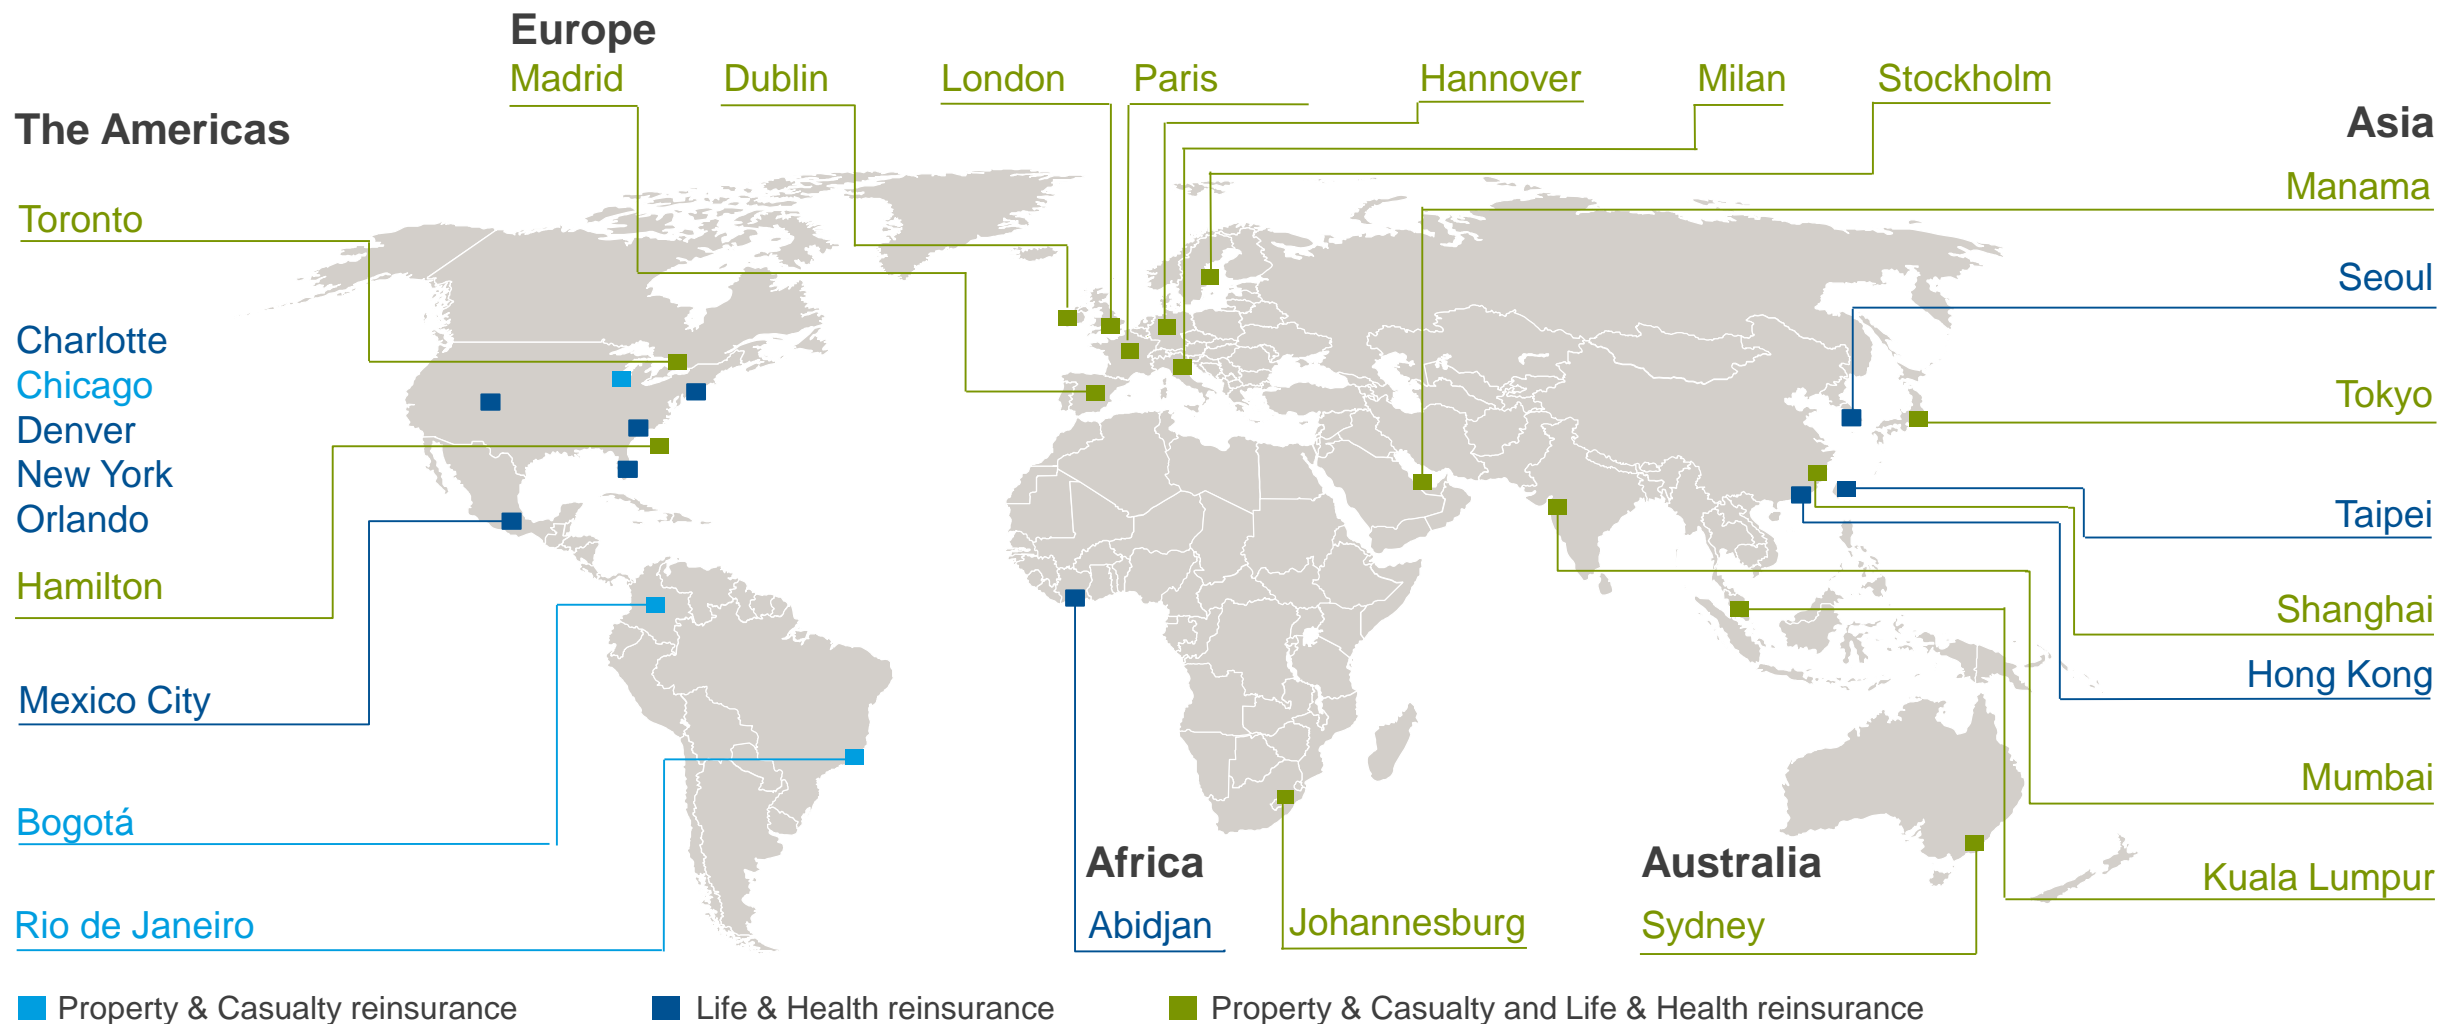 Europe
Madrid
Dublin
London
Paris
Hannover
Milan
Stockholm
The Americas
Toronto
Charlotte
Chicago
Denver
New York
Orlando
Hamilton
Mexico City
Bogotá
Rio de Janeiro
Africa
Abidjan
Johannesburg
Australia
Sydney
Asia
Manama
Seoul
Tokyo
Taipei
Shanghai
Hong Kong
Mumbai
Kuala Lumpur
Property & Casualty reinsurance
Life & Health reinsurance
Property & Casualty and Life & Health reinsurance